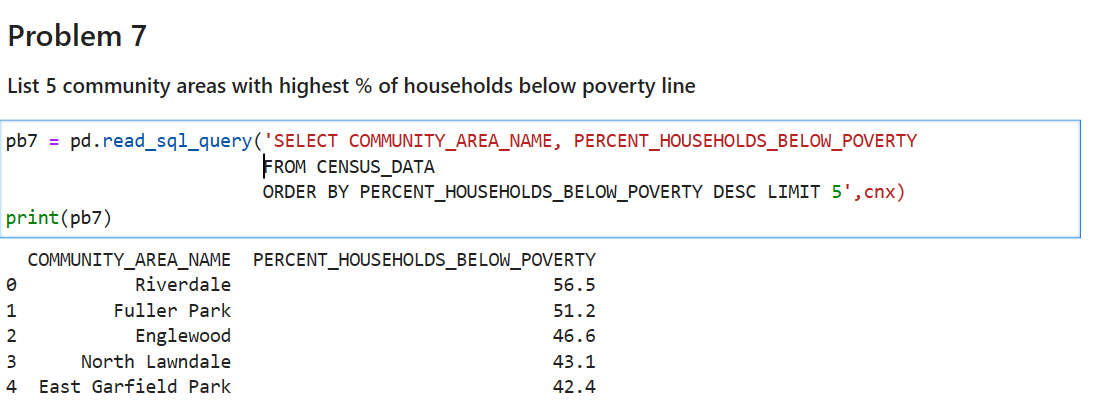 Problem 7
List 5 community areas with highest % of households below poverty line
pb7 = pd.read_sql_query('SELECT COMMUNITY_AREA_NAME, PERCENT_HOUSEHOLDS_BELOW_POVERTY
FROM CENSUS_DATA
ORDER BY PERCENT_HOUSEHOLDS_BELOW_POVERTY DESC LIMIT 5',cnx)
print(pb7)
COMMUNITY_AREA_NAME PERCENT_HOUSEHOLDS_BELOW_POVERTY
0 Riverdale 56.5
1 Fuller Park 51.2
2 Englewood 46.6
3 North Lawndale 43.1
4 East Garfield Park 42.4